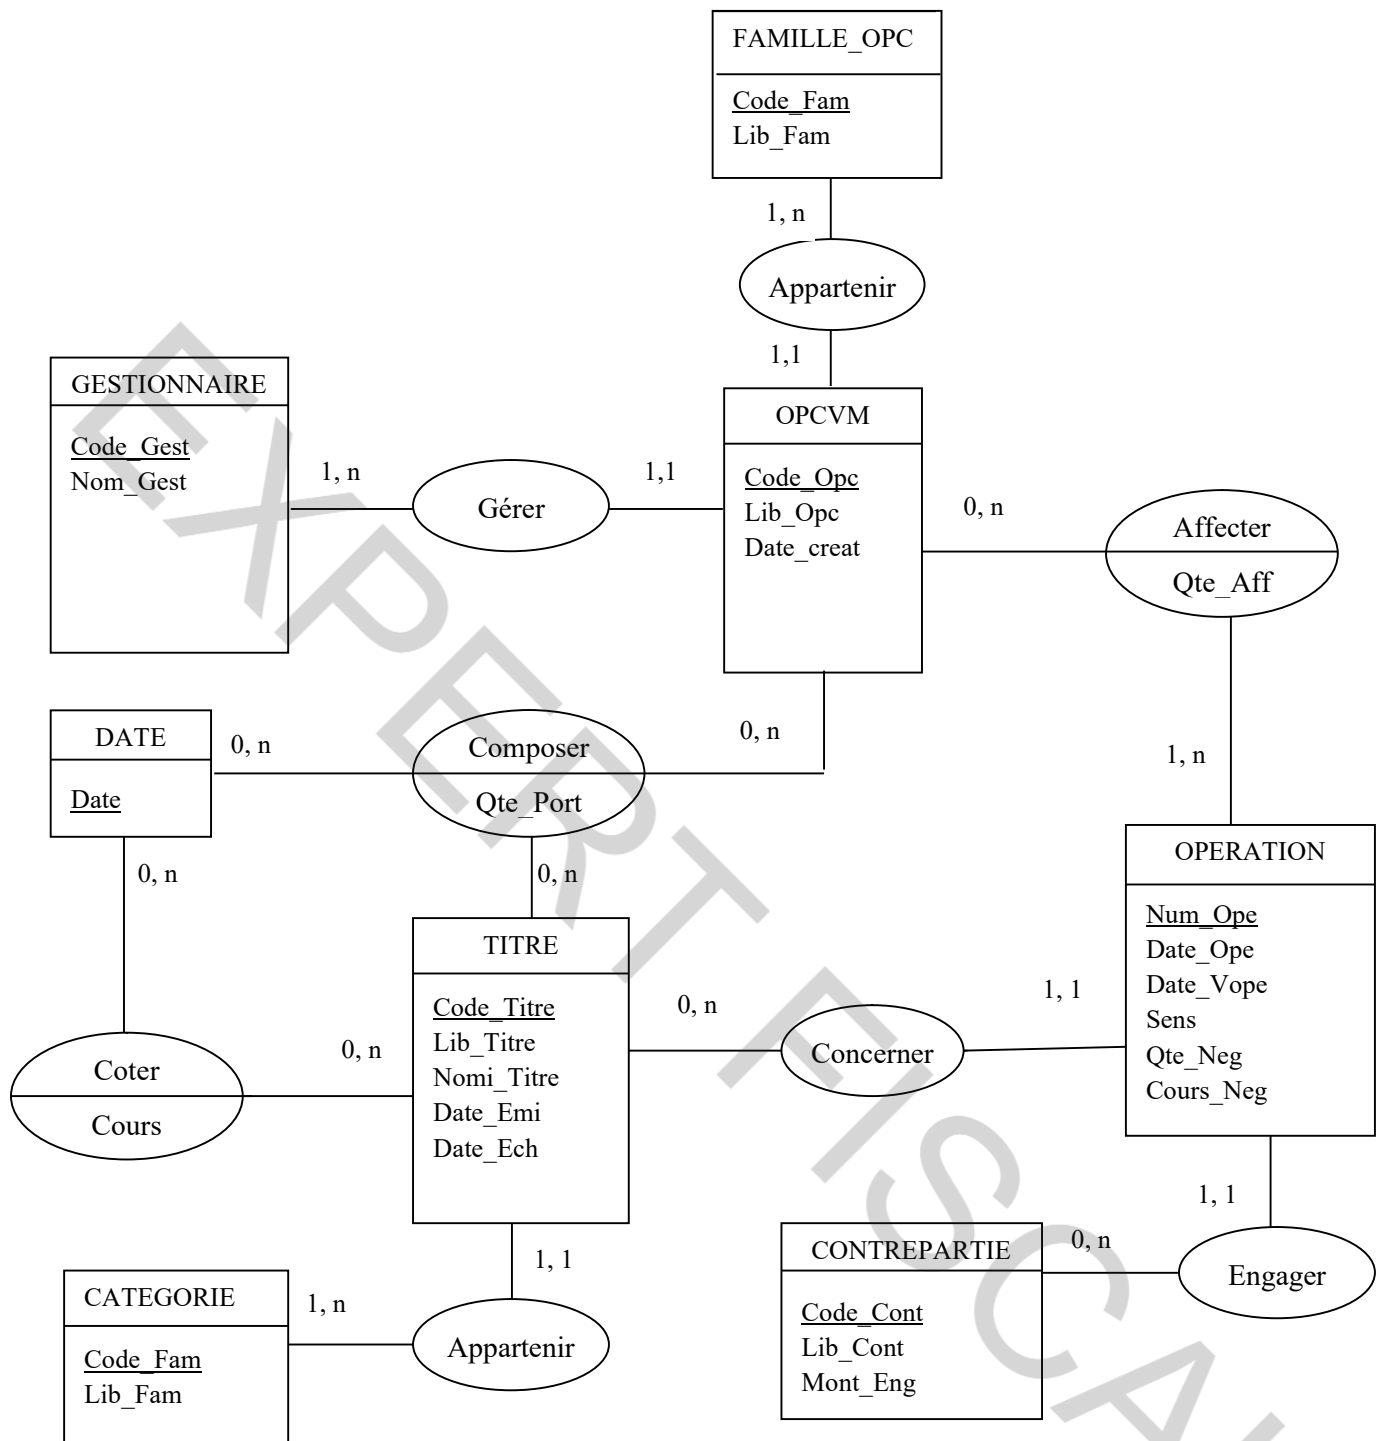 FAMILLE_OPC
Code_Fam
Lib_Fam
1, n
Appartenir
1,1
GESTIONNAIRE
Code_Gest
Nom_Gest
1, n
Gérer
1,1
OPCVM
Code_Opc
Lib_Opc
Date_creat
0, n
Affecter
Qte_Aff
1, n
DATE
Date
0, n
Composer
Qte_Port
0, n
0, n
0, n
TITRE
Code_Titre
Lib_Titre
Nomi_Titre
Date_Emi
Date_Ech
0, n
Coter
Cours
0, n
Concerner
1, 1
OPERATION
Num_Ope
Date_Ope
Date_Vope
Sens
Qte_Neg
Cours_Neg
1, 1
Engager
0, n
CONTREPARTIE
Code_Cont
Lib_Cont
Mont_Eng
1, 1
Appartenir
1, n
CATEGORIE
Code_Fam
Lib_Fam
EXPERT FISCAL